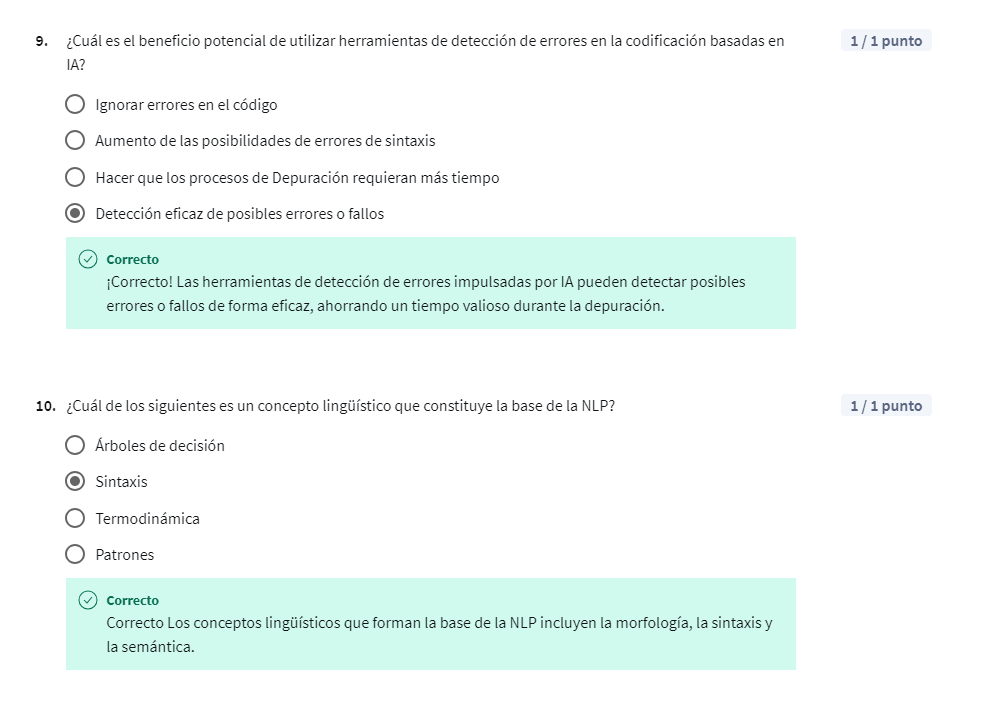 9. ¿Cuál es el beneficio potencial de utilizar herramientas de detección de errores en la codificación basadas en 1 / 1 punto
IA?
Ignorar errores en el código
Aumento de las posibilidades de errores de sintaxis
Hacer que los procesos de Depuración requieran más tiempo
Detección eficaz de posibles errores o fallos
Correcto
¡Correcto! Las herramientas de detección de errores impulsadas por IA pueden detectar posibles
errores o fallos de forma eficaz, ahorrando un tiempo valioso durante la depuración.
10. ¿Cuál de los siguientes es un concepto lingüístico que constituye la base de la NLP? 1 / 1 punto
Árboles de decisión
Sintaxis
Termodinámica
Patrones
Correcto
Correcto Los conceptos lingüísticos que forman la base de la NLP incluyen la morfología, la sintaxis y
la semántica.